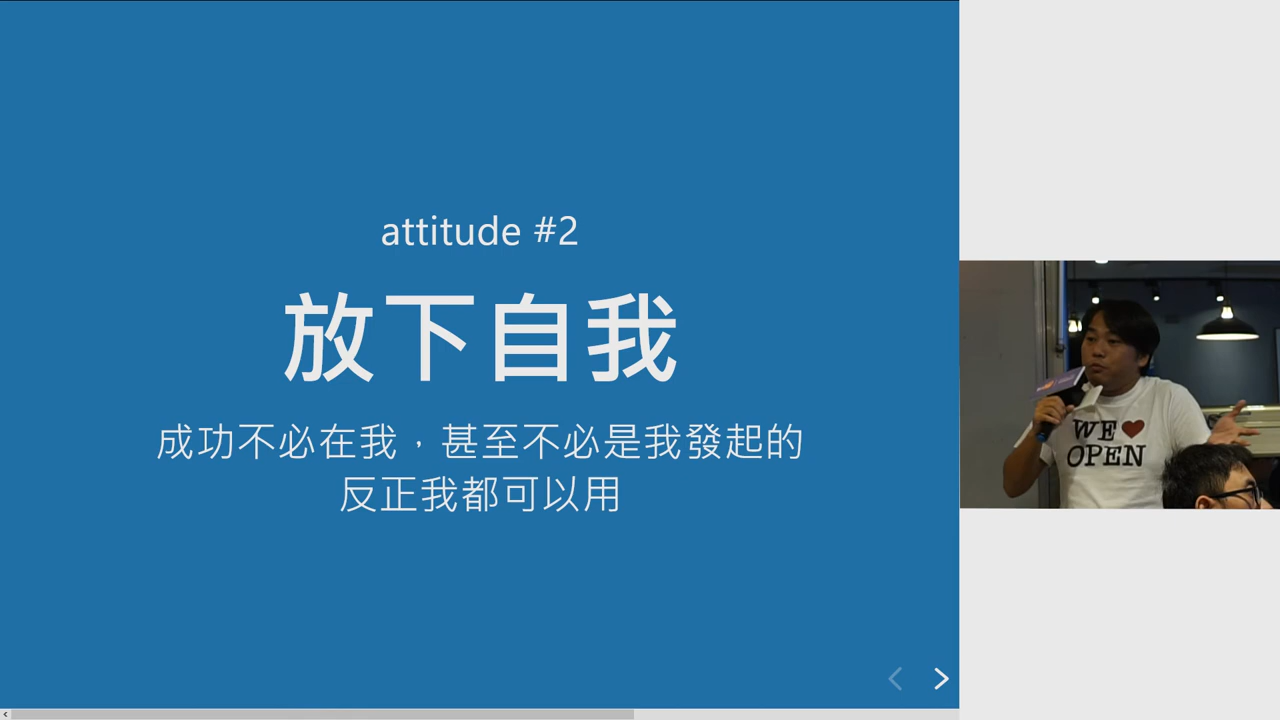 attitude #2
放下自我
成功不必在我，甚至不必是我發起的
反正我都可以用
WE ♥
OPEN